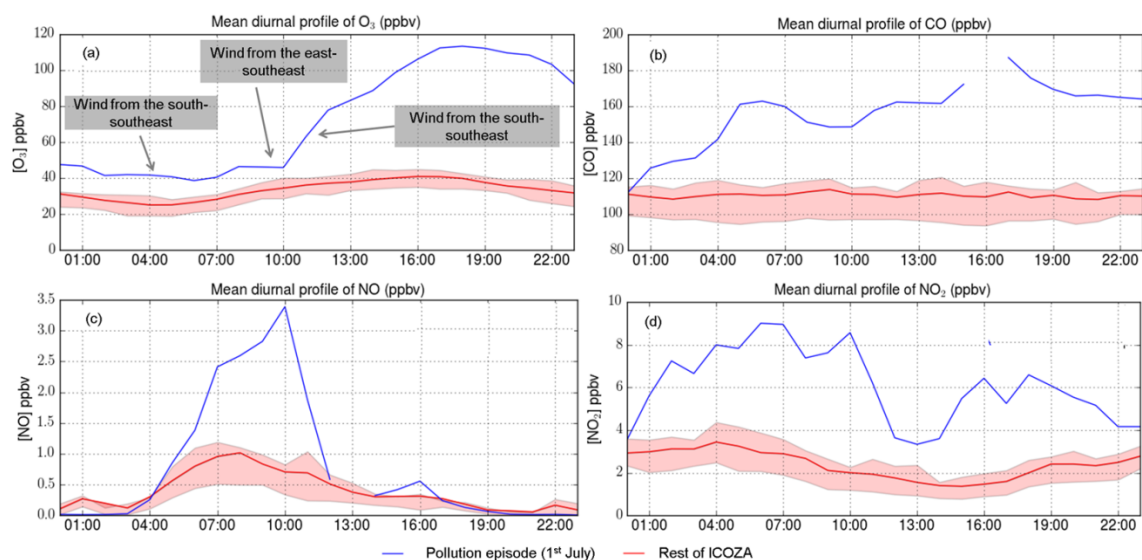 Mean diurnal profile of O₃ (ppbv)
(a)
Wind from the east-
southeast
Wind from the south-
southeast
Wind from the south-
southeast
[O₃] ppbv
120
100
80
60
40
20
0
01:00 04:00 07:00 10:00 13:00 16:00 19:00 22:00
Mean diurnal profile of CO (ppbv)
(b)
[CO] ppbv
200
180
160
140
120
100
80
01:00 04:00 07:00 10:00 13:00 16:00 19:00 22:00
Mean diurnal profile of NO (ppbv)
(c)
[NO] ppbv
3.5
3.0
2.5
2.0
1.5
1.0
0.5
0.0
01:00 04:00 07:00 10:00 13:00 16:00 19:00 22:00
Mean diurnal profile of NO₂ (ppbv)
(d)
[NO₂] ppbv
10
8
6
4
2
0
01:00 04:00 07:00 10:00 13:00 16:00 19:00 22:00
Pollution episode (1st July) Rest of ICOZA